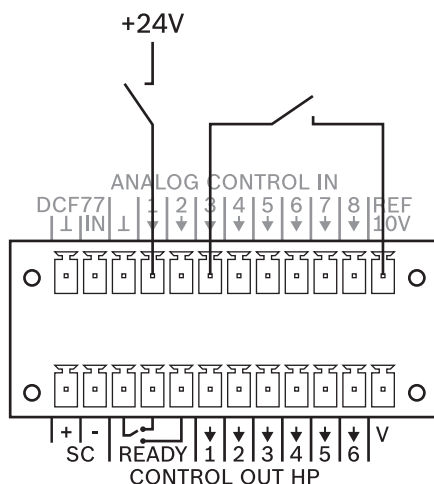 +24V
ANALOG CONTROL IN
DCF77 1 2 3 4 5 6 7 8 REF
⊥ IN ⊥ ↓ ↓ ↓ ↓ ↓ ↓ ↓ ↓ 10V
+ - ↓ ↓ ↓ ↓ ↓ ↓ V
SC READY 1 2 3 4 5 6
CONTROL OUT HP